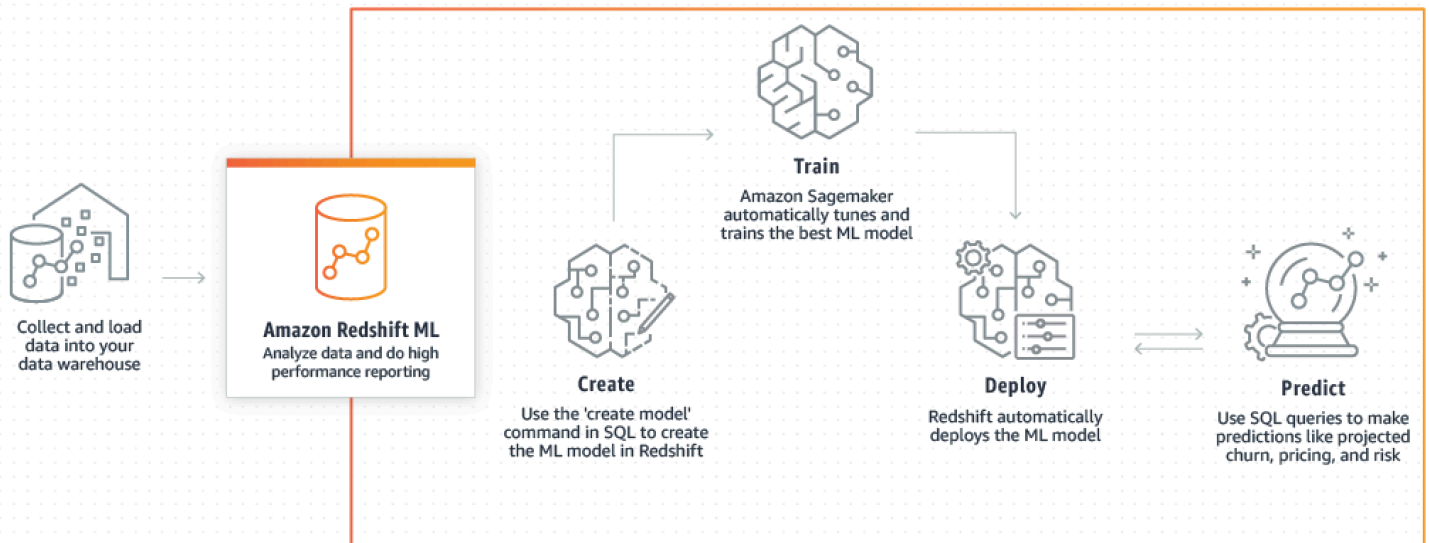 Collect and load
data into your
data warehouse
Amazon Redshift ML
Analyze data and do high
performance reporting
Create
Use the 'create model'
command in SQL to create
the ML model in Redshift
Train
Amazon Sagemaker
automatically tunes and
trains the best ML model
Deploy
Redshift automatically
deploys the ML model
Predict
Use SQL queries to make
predictions like projected
churn, pricing, and risk